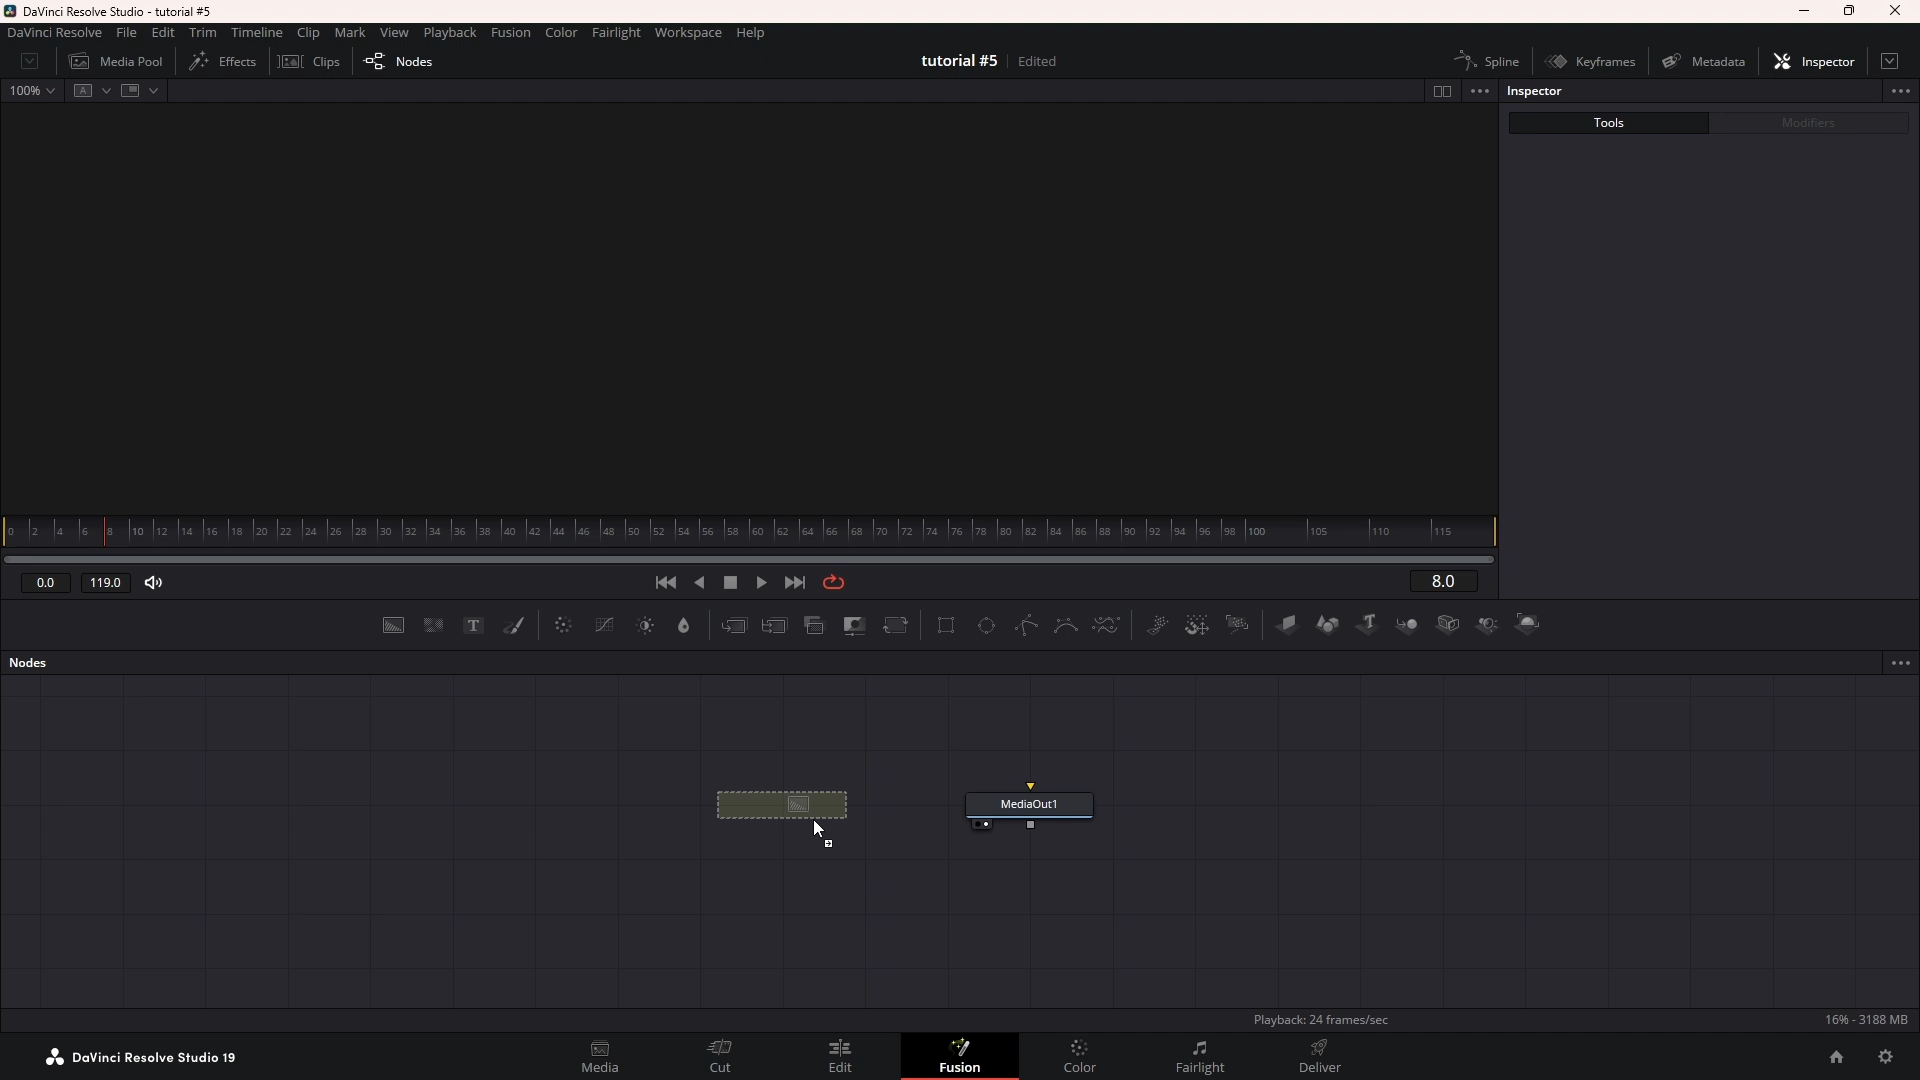 DaVinci Resolve Studio - tutorial #5
DaVinci Resolve File Edit Trim Timeline Clip Mark View Playback Fusion Color Fairlight Workspace Help
Media Pool Effects Clips Nodes tutorial #5 Edited Spline Keyframes Metadata Inspector
100% A Inspector
Tools Modifiers
0 2 4 6 8 10 12 14 16 18 20 22 24 26 28 30 32 34 36 38 40 42 44 46 48 50 52 54 56 58 60 62 64 66 68 70 72 74 76 78 80 82 84 86 88 90 92 94 96 98 100 105 110 115
0.0 119.0 8.0
T T
Nodes
MediaOut1
Playback: 24 frames/sec 16% - 3188 MB
DaVinci Resolve Studio 19 Media Cut Edit Fusion Color Fairlight Deliver